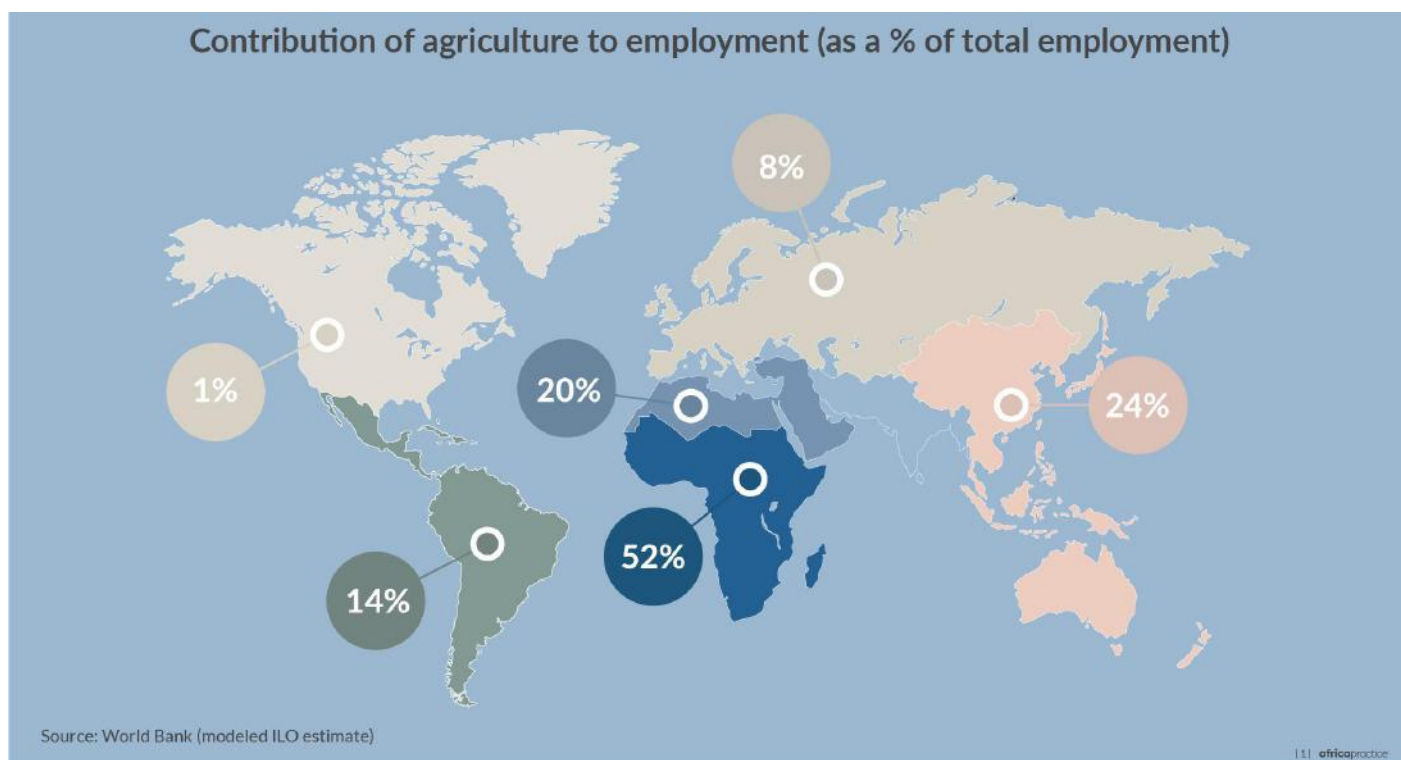 Contribution of agriculture to employment (as a % of total employment)
8%
1%
20%
24%
52%
14%
Source: World Bank (modeled ILO estimate)
|1| africapractice